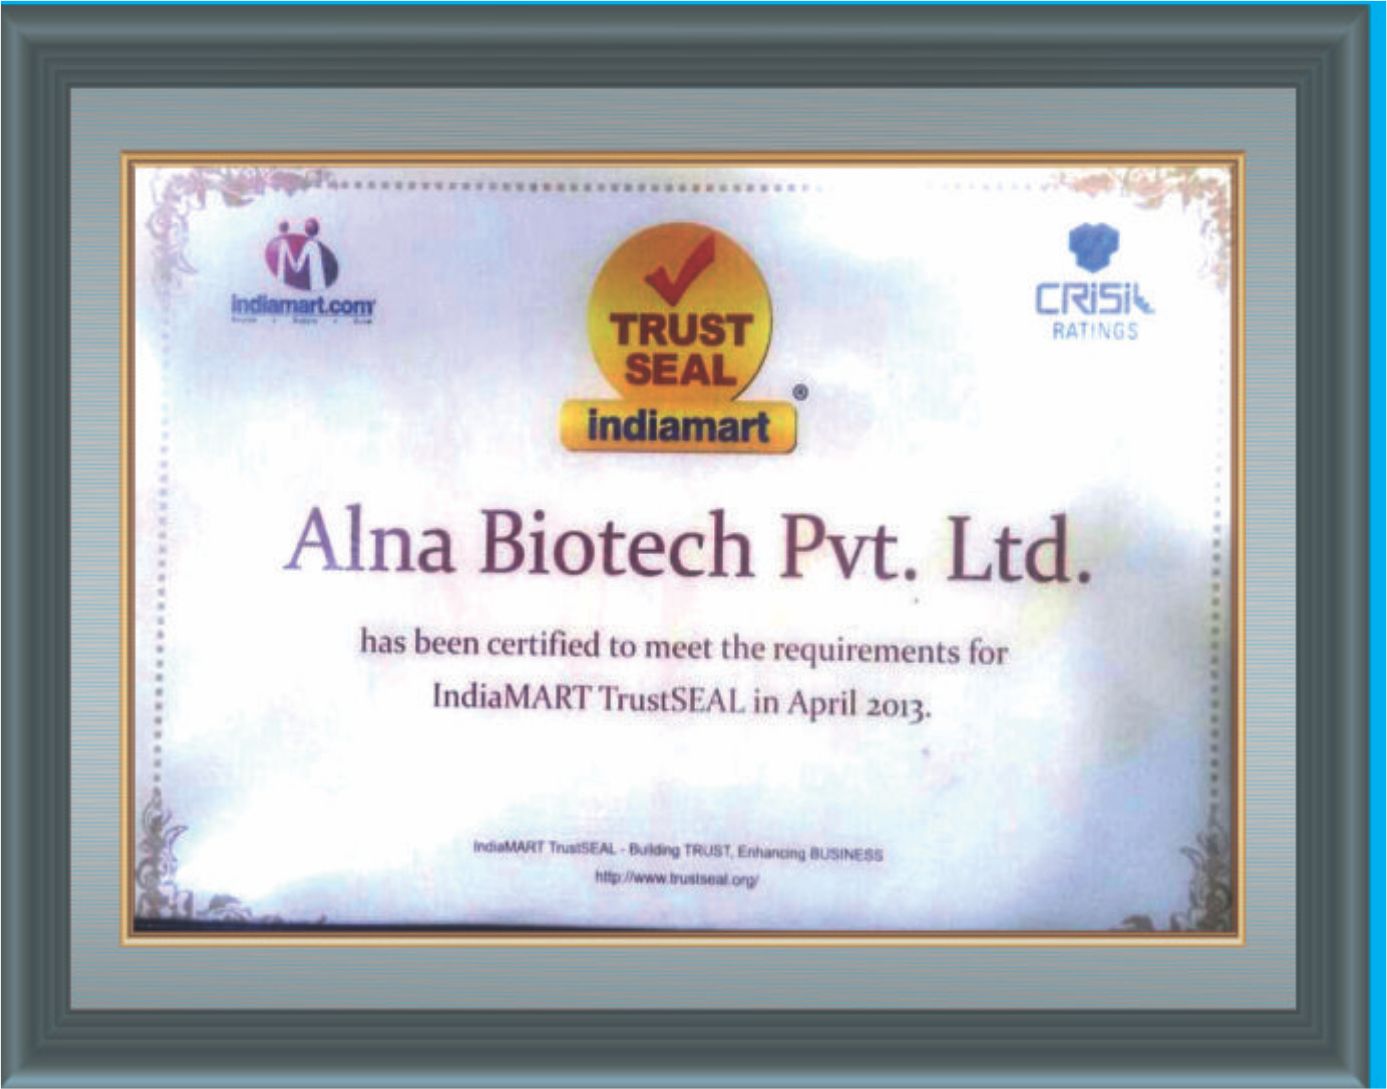 indiamart.com
TRUST
SEAL
indiamart
®
CRISIL
RATINGS
Alna Biotech Pvt. Ltd.
has been certified to meet the requirements for
IndiaMART TrustSEAL in April 2013.
IndiaMART TrustSEAL - Building TRUST, Enhancing BUSINESS
http://www.trustseal.org/